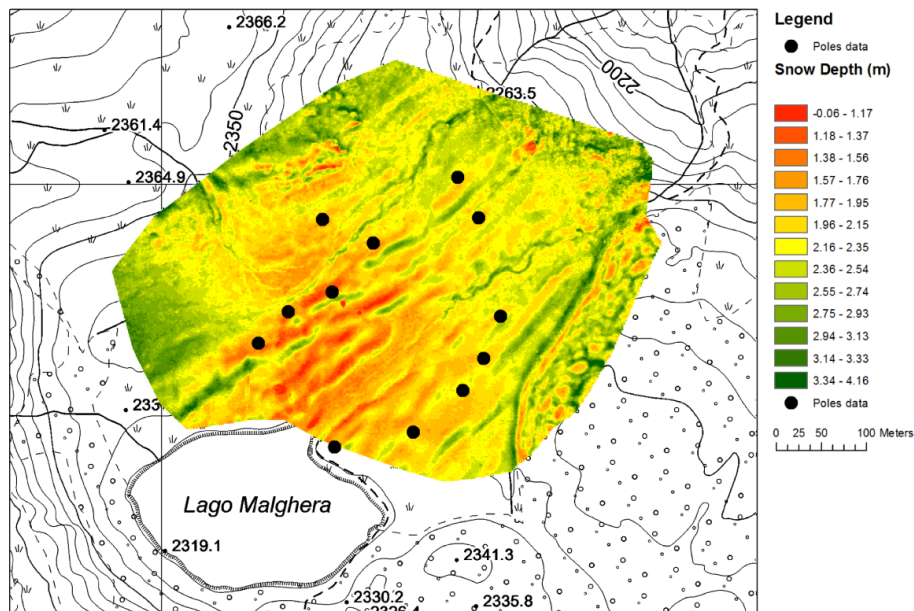 2366.2
2263.5
2200
2350
2361.4
2364.9
233
Lago Malghera
2319.1
2341.3
2330.2
2335.8
2326.4
Legend
Poles data
Snow Depth (m)
-0.06 - 1.17
1.18 - 1.37
1.38 - 1.56
1.57 - 1.76
1.77 - 1.95
1.96 - 2.15
2.16 - 2.35
2.36 - 2.54
2.55 - 2.74
2.75 - 2.93
2.94 - 3.13
3.14 - 3.33
3.34 - 4.16
Poles data
0 25 50 100 Meters